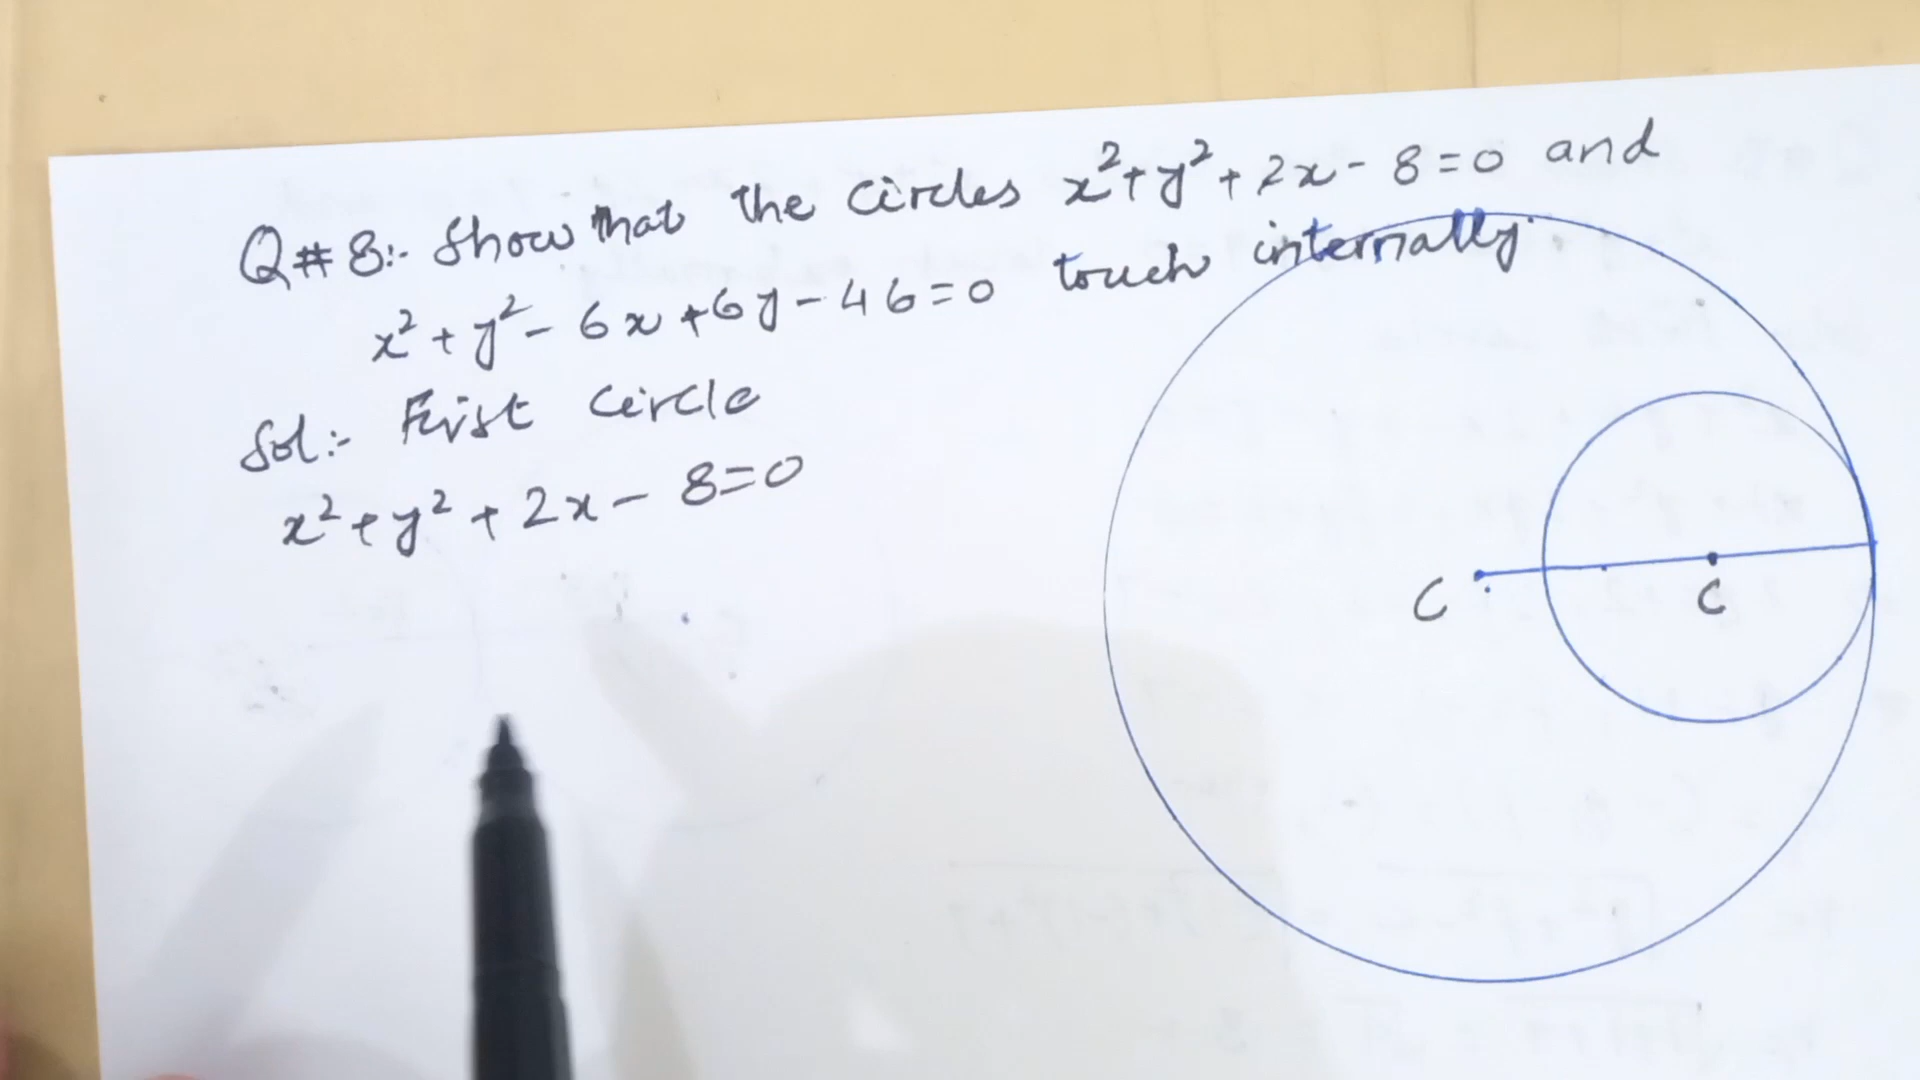 Q#8:- Show that the circles x²+y²+2x-8=0 and
x²+y²-6x+6y-46=0 touch internally.
Sol:- First circle
x²+y²+2x-8=0
C C